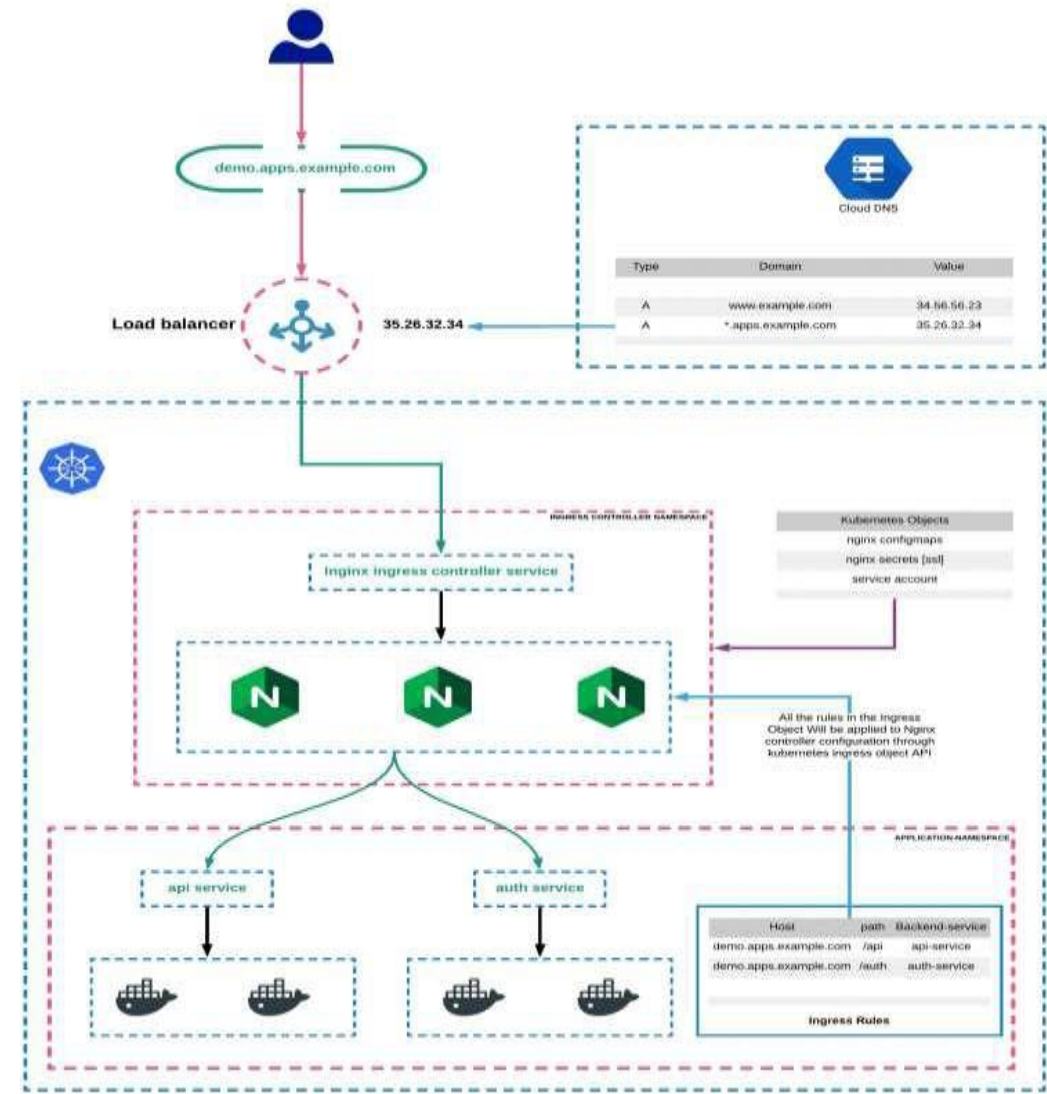 demo.apps.example.com
Cloud DNS
Type Domain Value
A www.example.com 34.56.56.23
A *.apps.example.com 35.26.32.34
Load balancer
35.26.32.34
INGRESS CONTROLLER NAMESPACE
Inginx ingress controller service
Kubernetes Objects
nginx configmaps
nginx secrets [ssl]
service account
All the rules in the Ingress
Object Will be applied to Nginx
controller configuration through
kubernetes ingress object API
N
N
N
APPLICATION-NAMESPACE
api service
auth service
Host path Backend-service
demo.apps.example.com /api api-service
demo.apps.example.com /auth auth-service
Ingress Rules